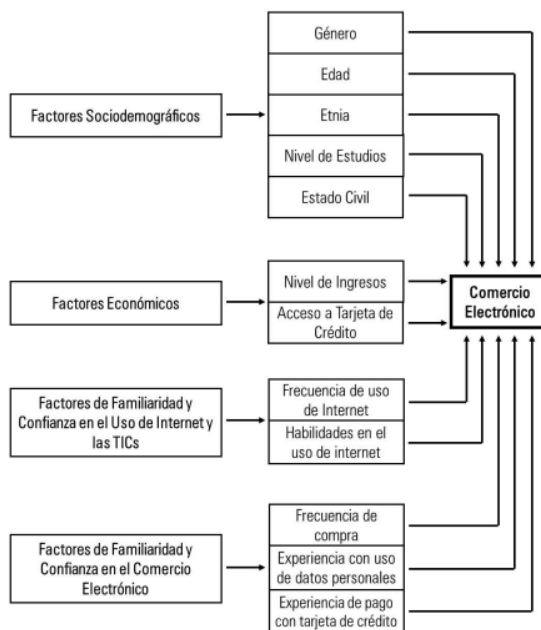 Género
Edad
Factores Sociodemográficos
Etnia
Nivel de Estudios
Estado Civil
Factores Económicos
Nivel de Ingresos
Acceso a Tarjeta de
Crédito
Comercio
Electrónico
Factores de Familiaridad y
Confianza en el Uso de Internet y
las TICs
Frecuencia de uso
de Internet
Habilidades en el
uso de internet
Factores de Familiaridad y
Confianza en el Comercio
Electrónico
Frecuencia de
compra
Experiencia con uso
de datos personales
Experiencia de pago
con tarjeta de crédito